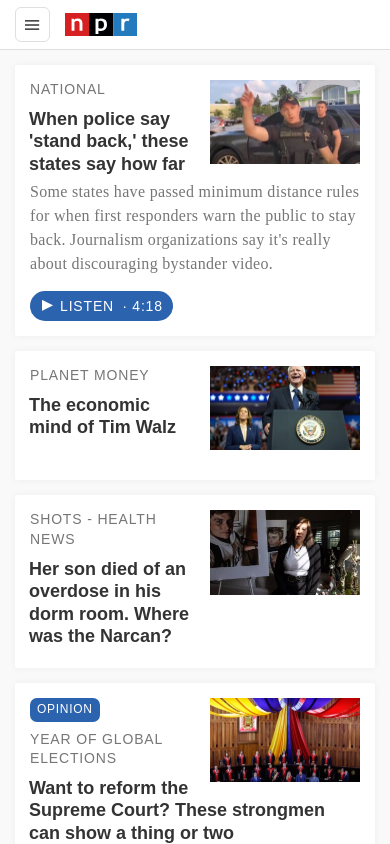 npr
NATIONAL
When police say
'stand back,' these
states say how far
Some states have passed minimum distance rules
for when first responders warn the public to stay
back. Journalism organizations say it's really
about discouraging bystander video.
LISTEN · 4:18
PLANET MONEY
The economic
mind of Tim Walz
SHOTS - HEALTH
NEWS
Her son died of an
overdose in his
dorm room. Where
was the Narcan?
OPINION
YEAR OF GLOBAL
ELECTIONS
Want to reform the
Supreme Court? These strongmen
can show a thing or two